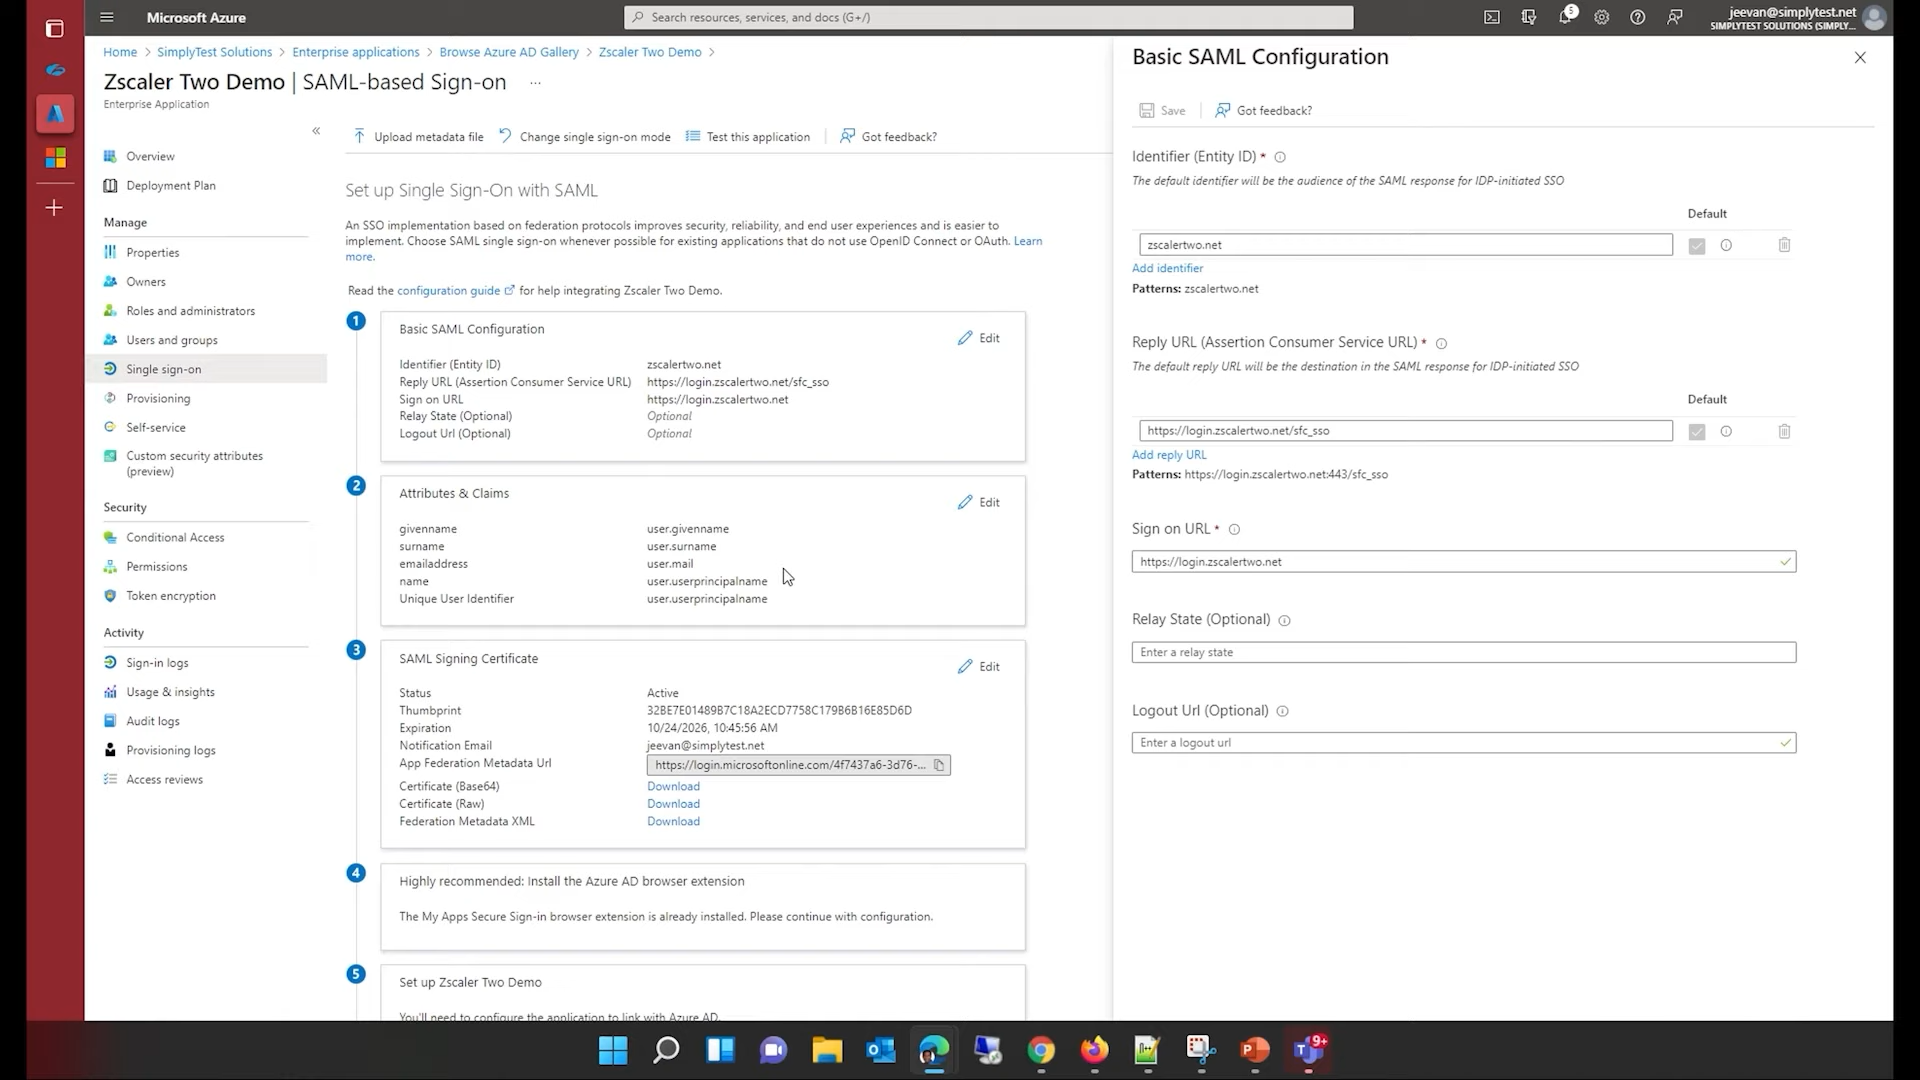 Microsoft Azure
Search resources, services, and docs (G+/)
5
jeevan@simplytest.net
SIMPLYTEST SOLUTIONS (SIMPLY...
Home > SimplyTest Solutions > Enterprise applications > Browse Azure AD Gallery > Zscaler Two Demo >
Zscaler Two Demo | SAML-based Sign-on ...
Enterprise Application
«
Overview
Deployment Plan
Manage
Properties
Owners
Roles and administrators
Users and groups
Single sign-on
Provisioning
Self-service
Custom security attributes
(preview)
Security
Conditional Access
Permissions
Token encryption
Activity
Sign-in logs
Usage & insights
Audit logs
Provisioning logs
Access reviews
Upload metadata file Change single sign-on mode Test this application Got feedback?
Set up Single Sign-On with SAML
An SSO implementation based on federation protocols improves security, reliability, and end user experiences and is easier to
implement. Choose SAML single sign-on whenever possible for existing applications that do not use OpenID Connect or OAuth. Learn
more.
Read the configuration guide for help integrating Zscaler Two Demo.
1
Basic SAML Configuration
Edit
Identifier (Entity ID) zscalertwo.net
Reply URL (Assertion Consumer Service URL) https://login.zscalertwo.net/sfc_sso
Sign on URL https://login.zscalertwo.net
Relay State (Optional) Optional
Logout Url (Optional) Optional
2
Attributes & Claims
Edit
givenname user.givenname
surname user.surname
emailaddress user.mail
name user.userprincipalname
Unique User Identifier user.userprincipalname
3
SAML Signing Certificate
Edit
Status Active
Thumbprint 32BE7E01489B7C18A2ECD7758C179B6B16E85D6D
Expiration 10/24/2026, 10:45:56 AM
Notification Email jeevan@simplytest.net
App Federation Metadata Url https://login.microsoftonline.com/4f7437a6-3d76-...
Certificate (Base64) Download
Certificate (Raw) Download
Federation Metadata XML Download
4
Highly recommended: Install the Azure AD browser extension
The My Apps Secure Sign-in browser extension is already installed. Please continue with configuration.
5
Set up Zscaler Two Demo
You'll need to configure the application to link with Azure AD.
Basic SAML Configuration
Save Got feedback?
Identifier (Entity ID) *
The default identifier will be the audience of the SAML response for IDP-initiated SSO
Default
zscalertwo.net
Add identifier
Patterns: zscalertwo.net
Reply URL (Assertion Consumer Service URL) *
The default reply URL will be the destination in the SAML response for IDP-initiated SSO
Default
https://login.zscalertwo.net/sfc_sso
Add reply URL
Patterns: https://login.zscalertwo.net:443/sfc_sso
Sign on URL *
https://login.zscalertwo.net
Relay State (Optional)
Enter a relay state
Logout Url (Optional)
Enter a logout url
9+